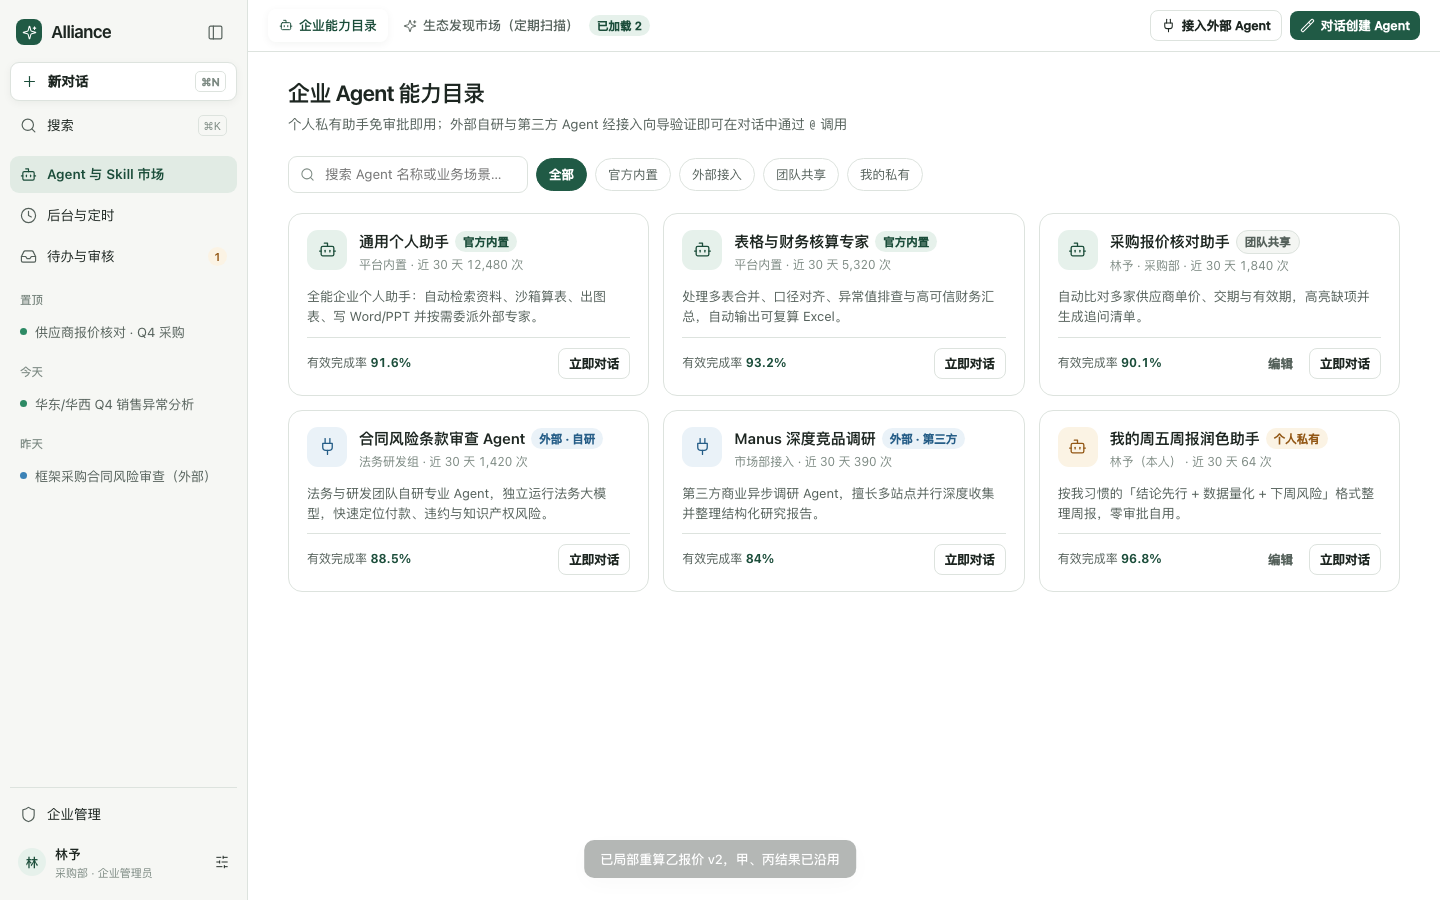 Alliance
新对话
⌘N
搜索
⌘K
Agent 与 Skill 市场
后台与定时
待办与审核
1
置顶
供应商报价核对 · Q4 采购
今天
华东/华西 Q4 销售异常分析
昨天
框架采购合同风险审查（外部）
企业管理
林
林予
采购部 · 企业管理员
企业能力目录
生态发现市场（定期扫描）
已加载 2
接入外部 Agent
对话创建 Agent
企业 Agent 能力目录
个人私有助手免审批即用；外部自研与第三方 Agent 经接入向导验证即可在对话中通过 @ 调用
搜索 Agent 名称或业务场景...
全部
官方内置
外部接入
团队共享
我的私有
通用个人助手
官方内置
平台内置 · 近 30 天 12,480 次
全能企业个人助手：自动检索资料、沙箱算表、出图
表、写 Word/PPT 并按需委派外部专家。
有效完成率 91.6%
立即对话
表格与财务核算专家
官方内置
平台内置 · 近 30 天 5,320 次
处理多表合并、口径对齐、异常值排查与高可信财务汇
总，自动输出可复算 Excel。
有效完成率 93.2%
立即对话
采购报价核对助手
团队共享
林予 · 采购部 · 近 30 天 1,840 次
自动比对多家供应商单价、交期与有效期，高亮缺项并
生成追问清单。
有效完成率 90.1%
编辑
立即对话
合同风险条款审查 Agent
外部 · 自研
法务研发组 · 近 30 天 1,420 次
法务与研发团队自研专业 Agent，独立运行法务大模
型，快速定位付款、违约与知识产权风险。
有效完成率 88.5%
立即对话
Manus 深度竞品调研
外部 · 第三方
市场部接入 · 近 30 天 390 次
第三方商业异步调研 Agent，擅长多站点并行深度收集
并整理结构化研究报告。
有效完成率 84%
立即对话
我的周五周报润色助手
个人私有
林予（本人） · 近 30 天 64 次
按我习惯的「结论先行 + 数据量化 + 下周风险」格式整
理周报，零审批自用。
有效完成率 96.8%
编辑
立即对话
已局部重算乙报价 v2，甲、丙结果已沿用